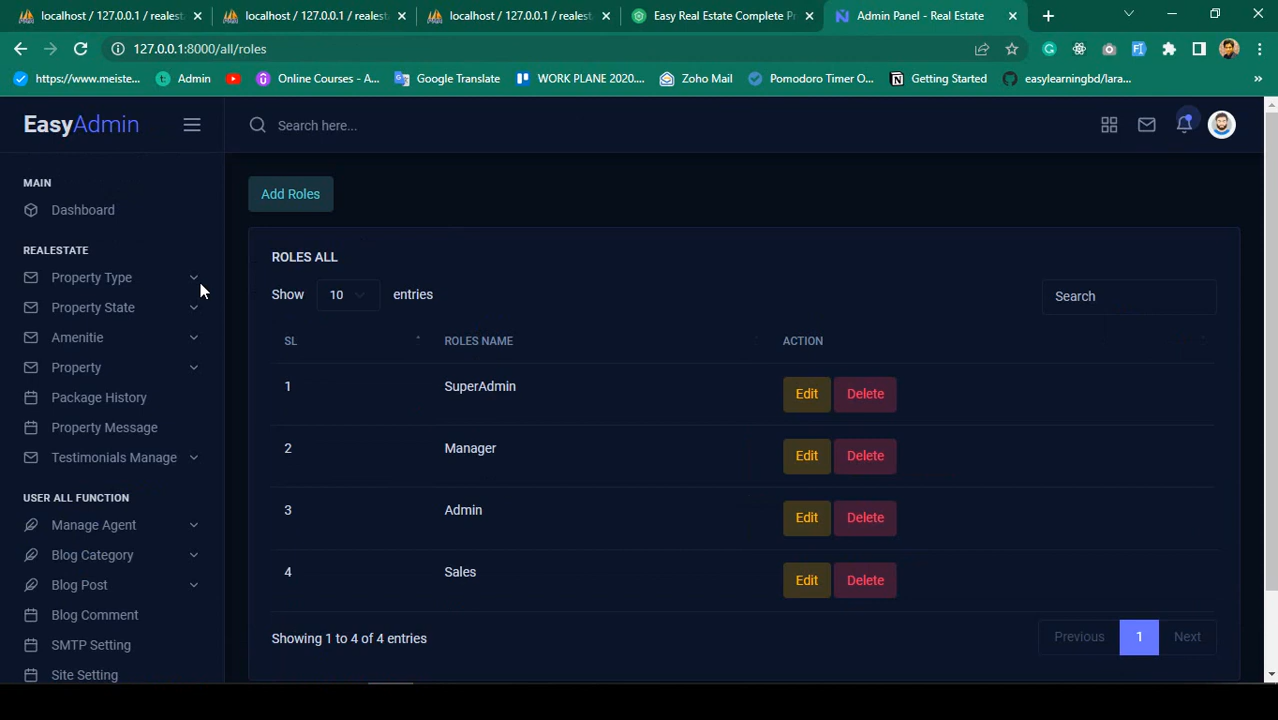 localhost / 127.0.0.1 / realest
localhost / 127.0.0.1 / realest
localhost / 127.0.0.1 / realest
Easy Real Estate Complete Pr
Admin Panel - Real Estate
127.0.0.1:8000/all/roles
https://www.meiste...
Admin
Online Courses - A...
Google Translate
WORK PLANE 2020....
Zoho Mail
Pomodoro Timer O...
Getting Started
easylearningbd/lara...
EasyAdmin
Search here...
MAIN
Dashboard
REALESTATE
Property Type
Property State
Amenitie
Property
Package History
Property Message
Testimonials Manage
USER ALL FUNCTION
Manage Agent
Blog Category
Blog Post
Blog Comment
SMTP Setting
Site Setting
Add Roles
ROLES ALL
Show 10 entries
Search
SL ROLES NAME ACTION
1 SuperAdmin Edit Delete
2 Manager Edit Delete
3 Admin Edit Delete
4 Sales Edit Delete
Showing 1 to 4 of 4 entries
Previous 1 Next